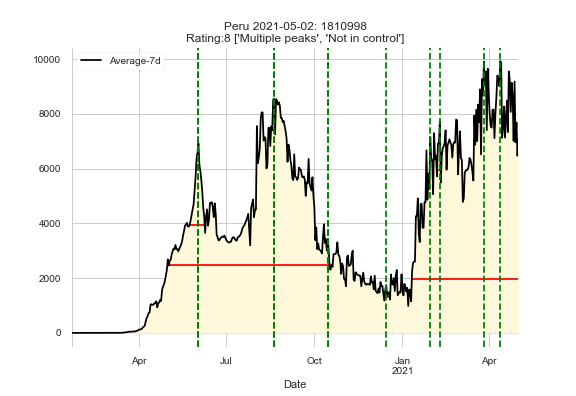 Peru 2021-05-02: 1810998
Rating:8 ['Multiple peaks', 'Not in control']
Average-7d
10000
8000
6000
4000
2000
0
Apr
Jul
Oct
Jan
2021
Apr
Date